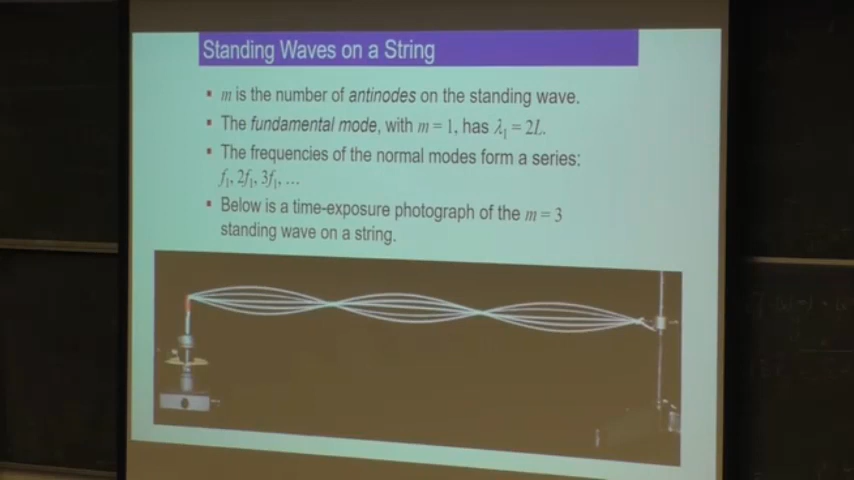 Standing Waves on a String
▪ m is the number of antinodes on the standing wave.
▪ The fundamental mode, with m = 1, has λ₁ = 2L.
▪ The frequencies of the normal modes form a series:
f₁, 2f₁, 3f₁, …
▪ Below is a time-exposure photograph of the m = 3
standing wave on a string.